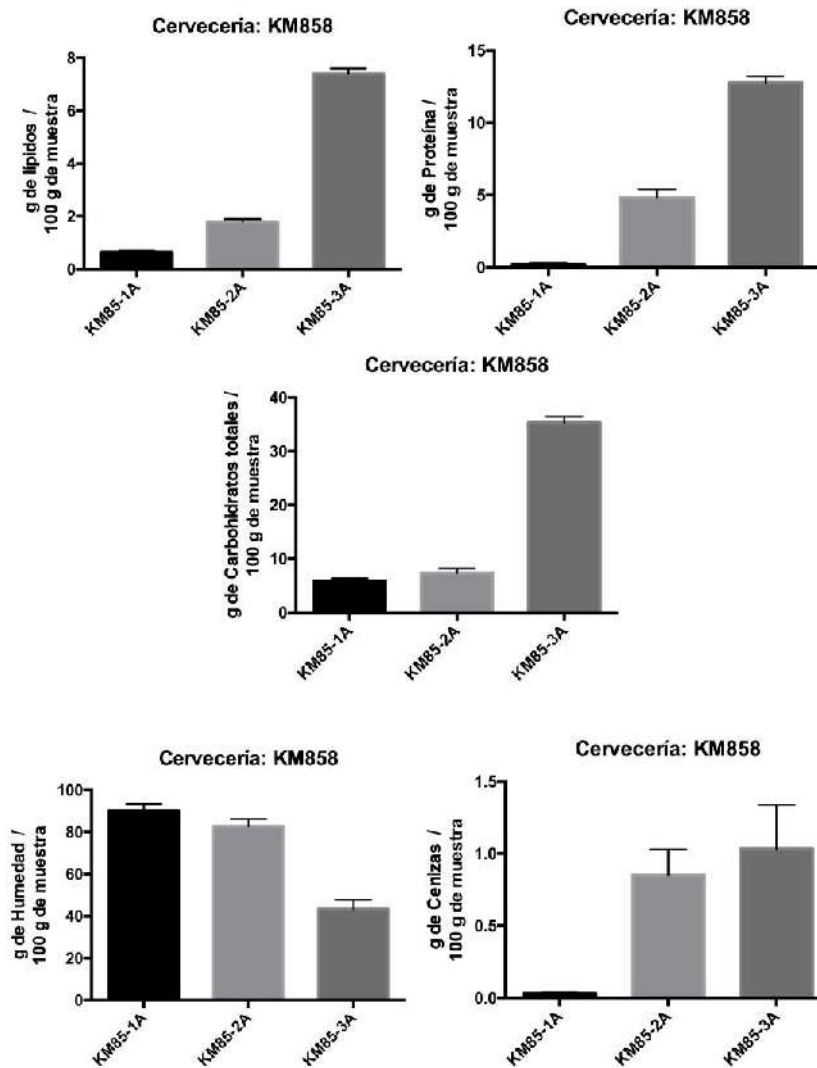 Cervecería: KM858
g de lípidos /
100 g de muestra
8
6
4
2
0
KM85-1A
KM85-2A
KM85-3A
Cervecería: KM858
g de Proteína /
100 g de muestra
15
10
5
0
KM85-1A
KM85-2A
KM85-3A
Cervecería: KM858
g de Carbohidratos totales /
100 g de muestra
40
30
20
10
0
KM85-1A
KM85-2A
KM85-3A
Cervecería: KM858
g de Humedad /
100 g de muestra
100
80
60
40
20
0
KM85-1A
KM85-2A
KM85-3A
Cervecería: KM858
g de Cenizas /
100 g de muestra
1.5
1.0
0.5
0.0
KM85-1A
KM85-2A
KM85-3A